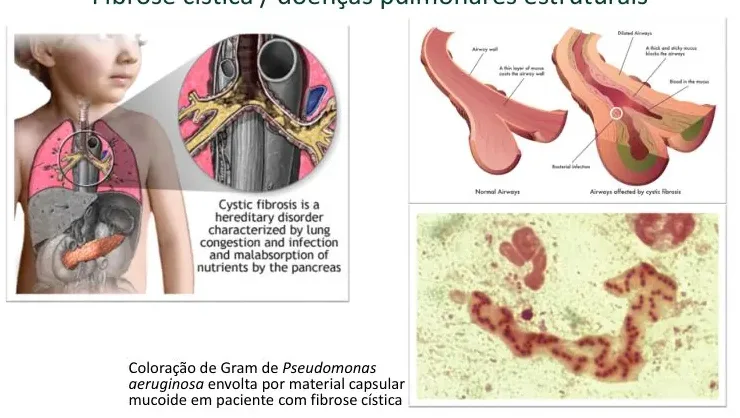 Fibrose cística / doenças pulmonares estruturais
Cystic fibrosis is a
hereditary disorder
characterized by lung
congestion and infection
and malabsorption of
nutrients by the pancreas
Airway wall
A thin layer of mucus
coats the airway wall
Normal Airways
Dilated Airways
A thick and sticky mucus
blocks the airways
Blood in the mucus
Bacterial infection
Airways affected by cystic fibrosis
Coloração de Gram de Pseudomonas
aeruginosa envolta por material capsular
mucoide em paciente com fibrose cística